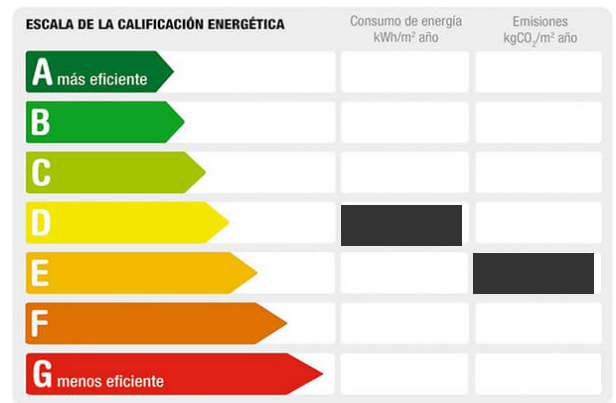 ESCALA DE LA CALIFICACIÓN ENERGÉTICA
Consumo de energía
kWh/m² año
Emisiones
kgCO₂/m² año
A más eficiente
B
C
D
E
F
G menos eficiente